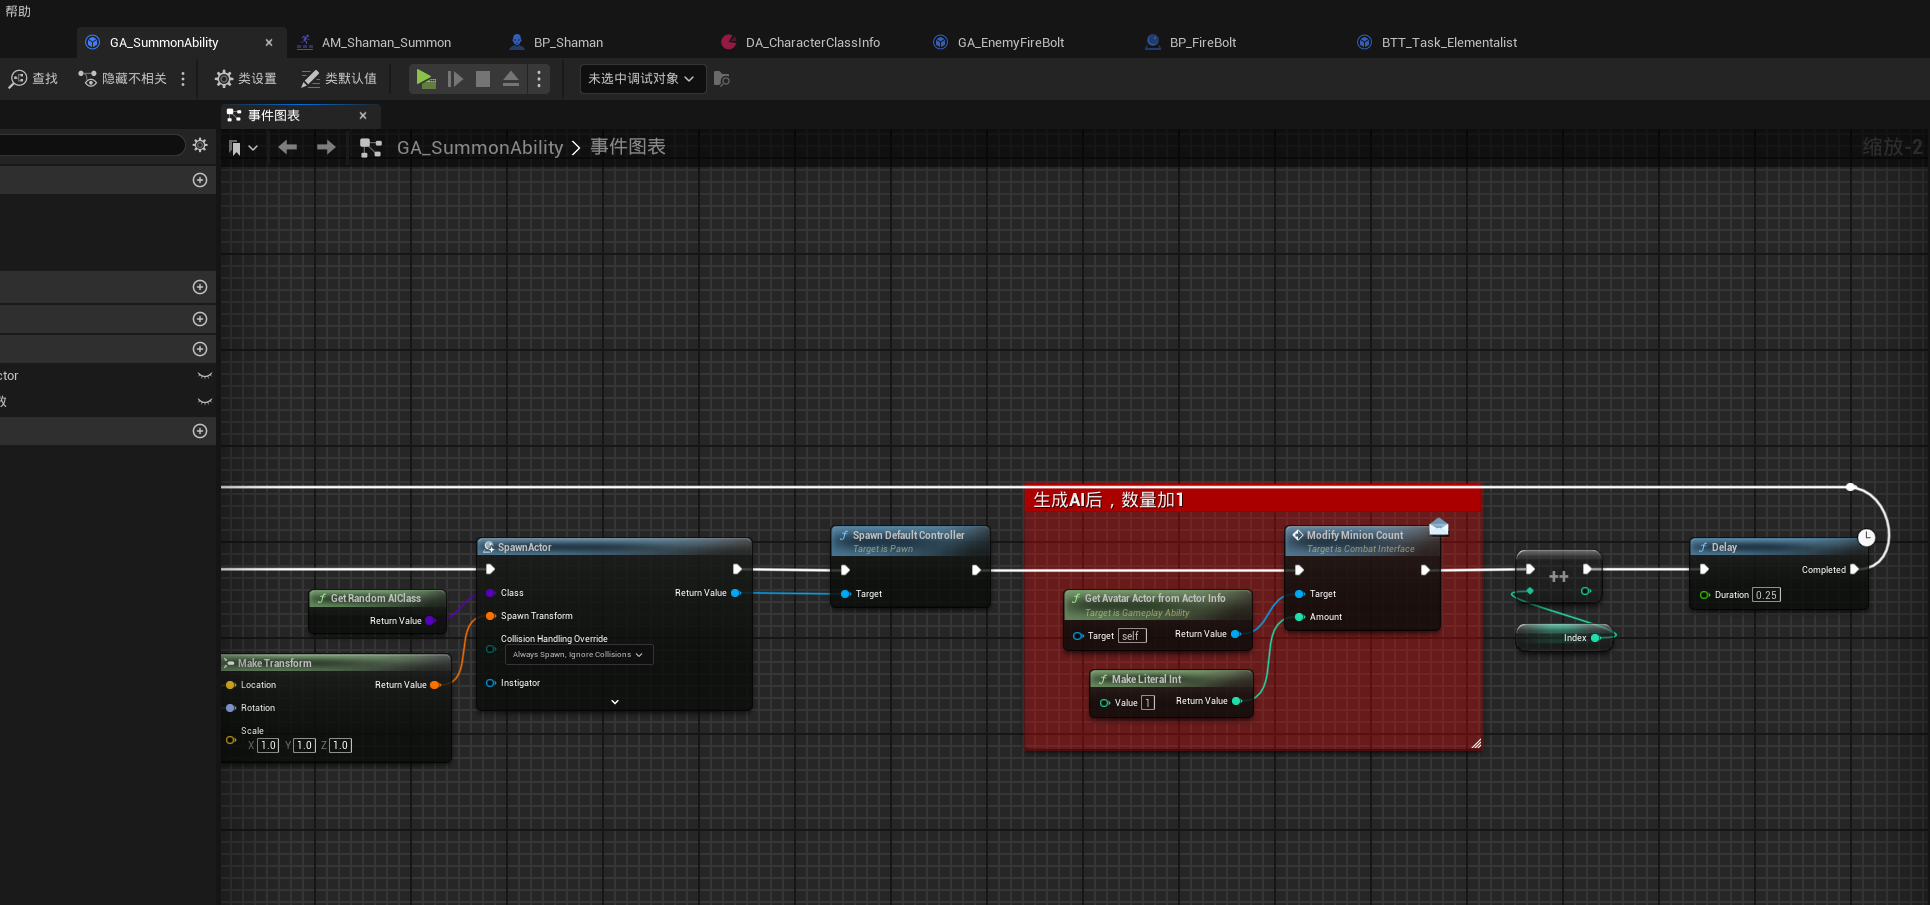 帮助
GA_SummonAbility
AM_Shaman_Summon
BP_Shaman
DA_CharacterClassInfo
GA_EnemyFireBolt
BP_FireBolt
BTT_Task_Elementalist
查找
隐藏不相关
类设置
类默认值
未选中调试对象
事件图表
GA_SummonAbility > 事件图表
缩放-2
ctor
数
生成AI后，数量加1
SpawnActor
Class
Return Value
Spawn Transform
Collision Handling Override
Always Spawn, Ignore Collisions
Instigator
Get Random AIClass
Return Value
Make Transform
Location
Return Value
Rotation
Scale
X 1.0 Y 1.0 Z 1.0
Spawn Default Controller
Target is Pawn
Target
Modify Minion Count
Target is Combat Interface
Target
Amount
Get Avatar Actor from Actor Info
Target is Gameplay Ability
Target self
Return Value
Make Literal Int
Value 1
Return Value
++
Index
Delay
Completed
Duration 0.25